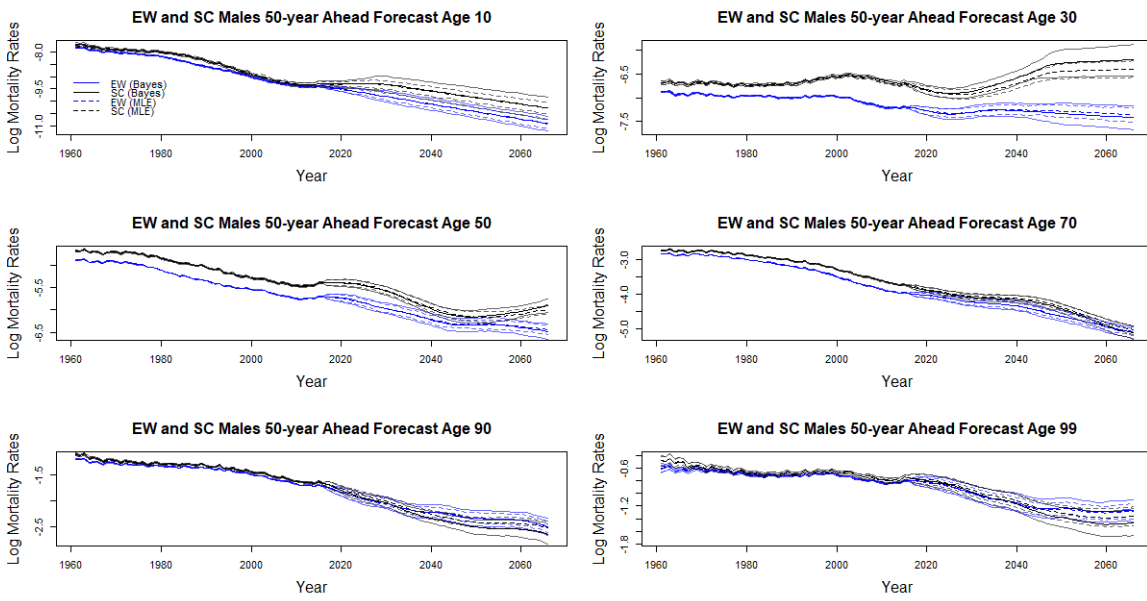 EW and SC Males 50-year Ahead Forecast Age 10
Log Mortality Rates
-8.0
-9.5
-11.0
EW (Bayes)
SC (Bayes)
EW (MLE)
SC (MLE)
1960 1980 2000 2020 2040 2060
Year
EW and SC Males 50-year Ahead Forecast Age 30
Log Mortality Rates
-6.5
-7.5
1960 1980 2000 2020 2040 2060
Year
EW and SC Males 50-year Ahead Forecast Age 50
Log Mortality Rates
-5.5
-6.5
1960 1980 2000 2020 2040 2060
Year
EW and SC Males 50-year Ahead Forecast Age 70
Log Mortality Rates
-3.0
-4.0
-5.0
1960 1980 2000 2020 2040 2060
Year
EW and SC Males 50-year Ahead Forecast Age 90
Log Mortality Rates
-1.5
-2.5
1960 1980 2000 2020 2040 2060
Year
EW and SC Males 50-year Ahead Forecast Age 99
Log Mortality Rates
-0.6
-1.2
-1.8
1960 1980 2000 2020 2040 2060
Year